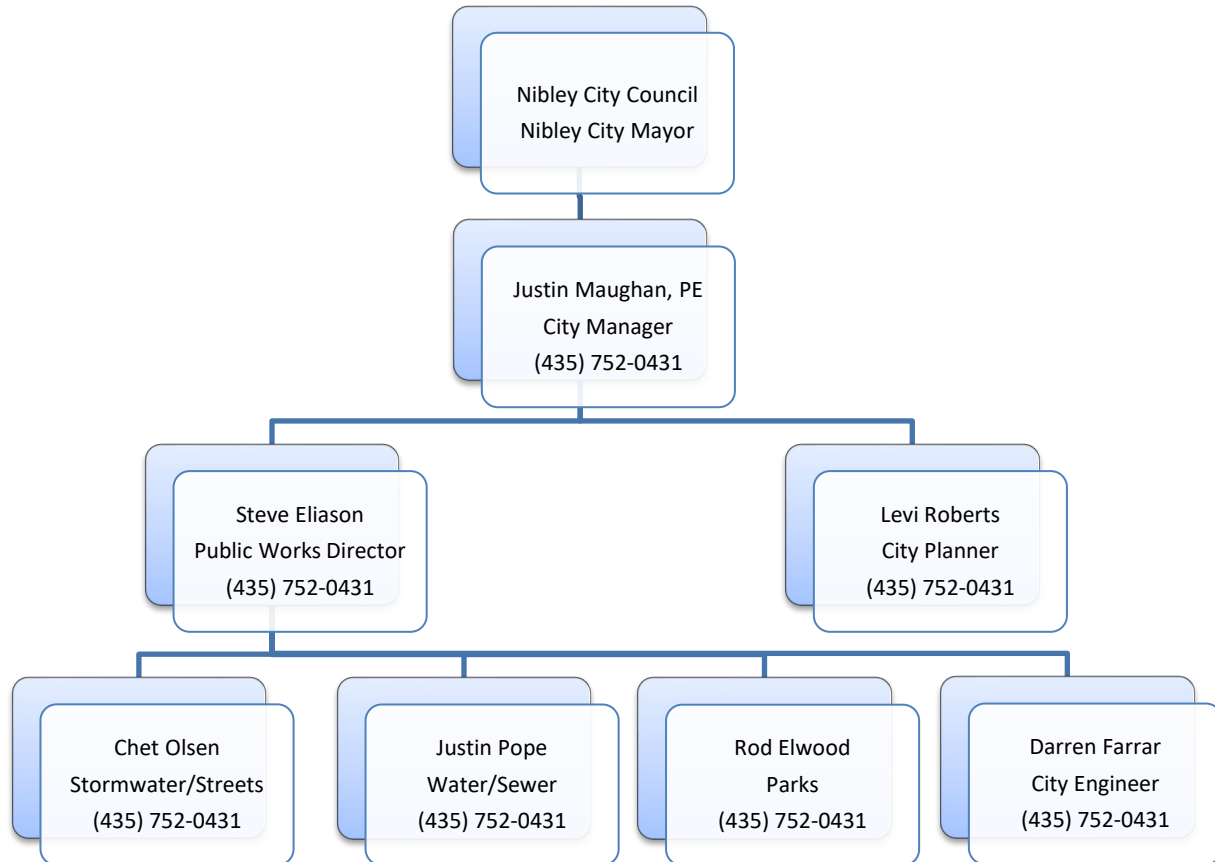 Nibley City Council
Nibley City Mayor
Justin Maughan, PE
City Manager
(435) 752-0431
Steve Eliason
Public Works Director
(435) 752-0431
Levi Roberts
City Planner
(435) 752-0431
Chet Olsen
Stormwater/Streets
(435) 752-0431
Justin Pope
Water/Sewer
(435) 752-0431
Rod Elwood
Parks
(435) 752-0431
Darren Farrar
City Engineer
(435) 752-0431